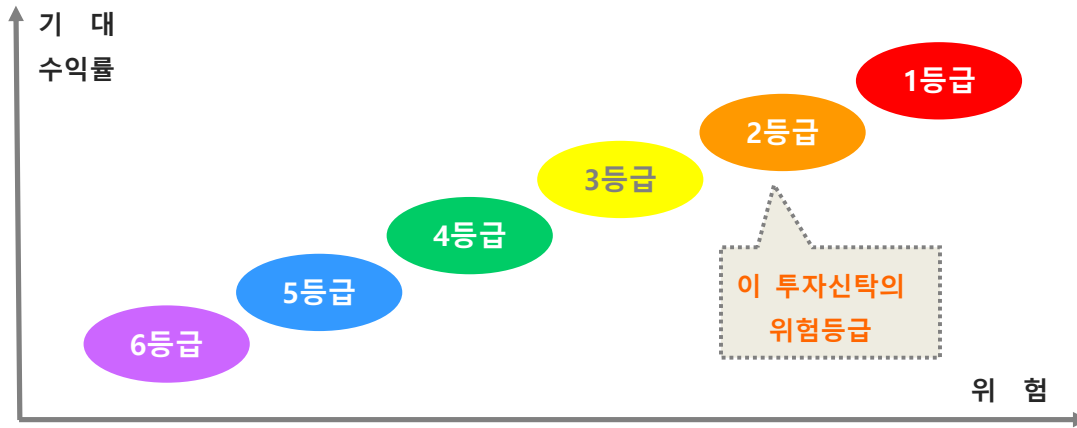 기 대
수익률
1등급
2등급
3등급
4등급
5등급
6등급
이 투자신탁의
위험등급
위 험